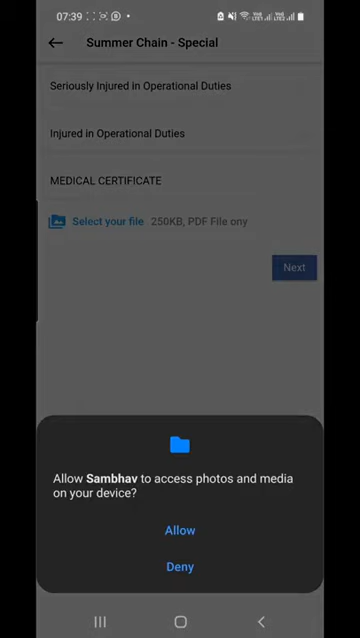 07:39
Summer Chain - Special
Seriously Injured in Operational Duties
Injured in Operational Duties
MEDICAL CERTIFICATE
Select your file 250KB, PDF File ony
Next
Allow Sambhav to access photos and media
on your device?
Allow
Deny